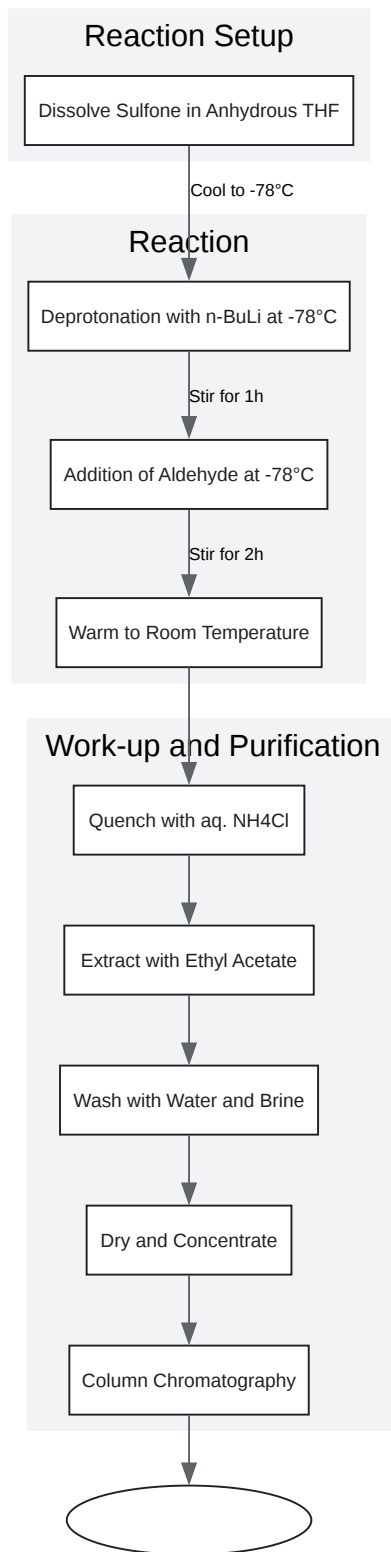 Reaction Setup
Dissolve Sulfone in Anhydrous THF
Cool to -78°C
Reaction
Deprotonation with n-BuLi at -78°C
Stir for 1h
Addition of Aldehyde at -78°C
Stir for 2h
Warm to Room Temperature
Work-up and Purification
Quench with aq. NH4Cl
Extract with Ethyl Acetate
Wash with Water and Brine
Dry and Concentrate
Column Chromatography